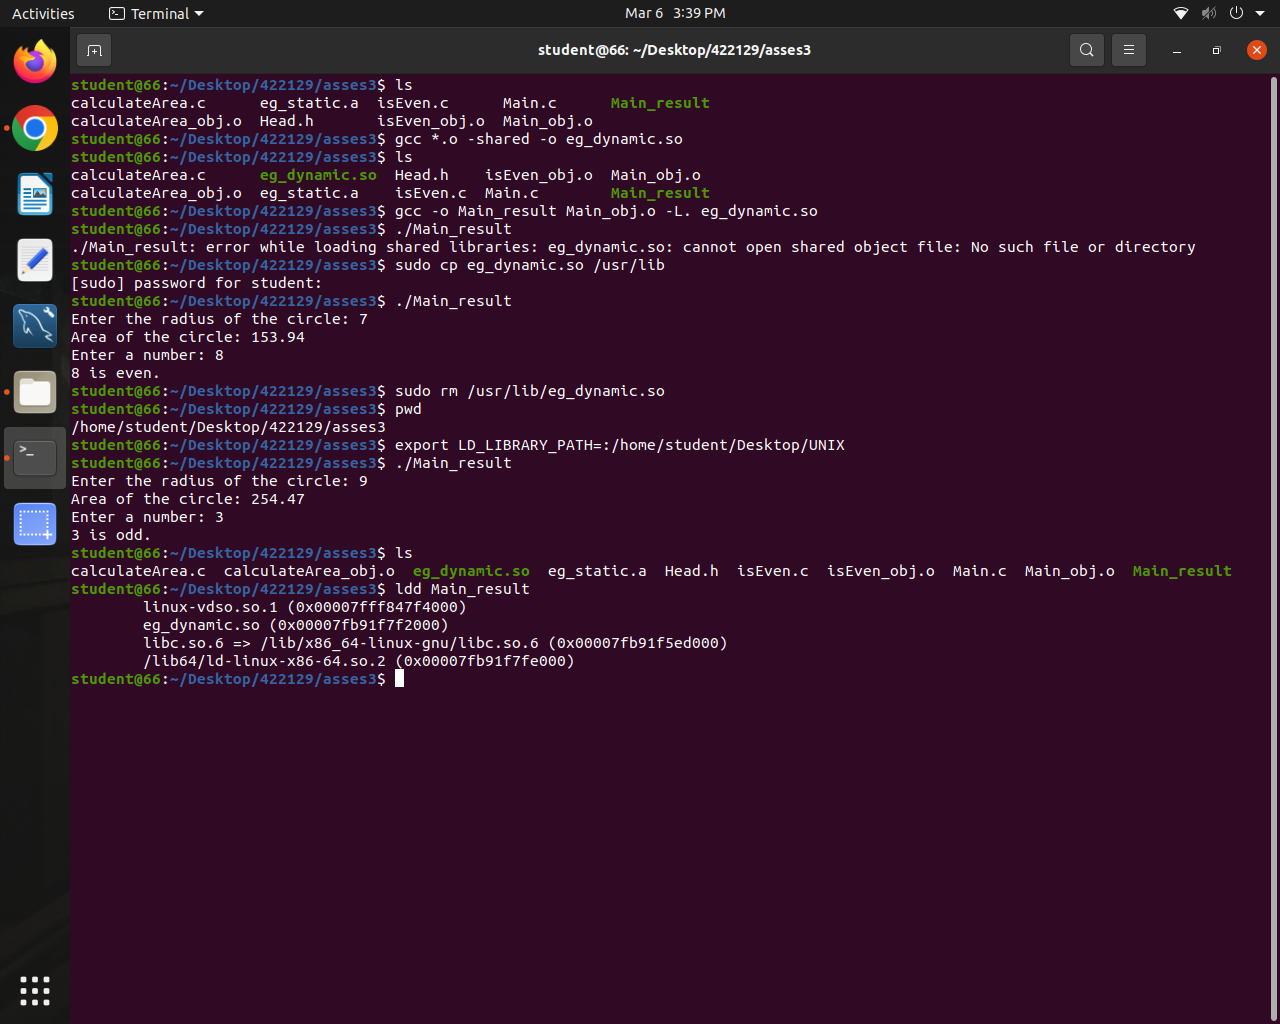 Activities Terminal Mar 6 3:39 PM
student@66: ~/Desktop/422129/asses3
student@66:~/Desktop/422129/asses3$ ls
calculateArea.c      eg_static.a  isEven.c      Main.c      Main_result
calculateArea_obj.o  Head.h       isEven_obj.o  Main_obj.o
student@66:~/Desktop/422129/asses3$ gcc *.o -shared -o eg_dynamic.so
student@66:~/Desktop/422129/asses3$ ls
calculateArea.c      eg_dynamic.so  Head.h    isEven_obj.o  Main_obj.o
calculateArea_obj.o  eg_static.a    isEven.c  Main.c        Main_result
student@66:~/Desktop/422129/asses3$ gcc -o Main_result Main_obj.o -L. eg_dynamic.so
student@66:~/Desktop/422129/asses3$ ./Main_result
./Main_result: error while loading shared libraries: eg_dynamic.so: cannot open shared object file: No such file or directory
student@66:~/Desktop/422129/asses3$ sudo cp eg_dynamic.so /usr/lib
[sudo] password for student:
student@66:~/Desktop/422129/asses3$ ./Main_result
Enter the radius of the circle: 7
Area of the circle: 153.94
Enter a number: 8
8 is even.
student@66:~/Desktop/422129/asses3$ sudo rm /usr/lib/eg_dynamic.so
student@66:~/Desktop/422129/asses3$ pwd
/home/student/Desktop/422129/asses3
student@66:~/Desktop/422129/asses3$ export LD_LIBRARY_PATH=:/home/student/Desktop/UNIX
student@66:~/Desktop/422129/asses3$ ./Main_result
Enter the radius of the circle: 9
Area of the circle: 254.47
Enter a number: 3
3 is odd.
student@66:~/Desktop/422129/asses3$ ls
calculateArea.c  calculateArea_obj.o  eg_dynamic.so  eg_static.a  Head.h  isEven.c  isEven_obj.o  Main.c  Main_obj.o  Main_result
student@66:~/Desktop/422129/asses3$ ldd Main_result
linux-vdso.so.1 (0x00007fff847f4000)
eg_dynamic.so (0x00007fb91f7f2000)
libc.so.6 => /lib/x86_64-linux-gnu/libc.so.6 (0x00007fb91f5ed000)
/lib64/ld-linux-x86-64.so.2 (0x00007fb91f7fe000)
student@66:~/Desktop/422129/asses3$